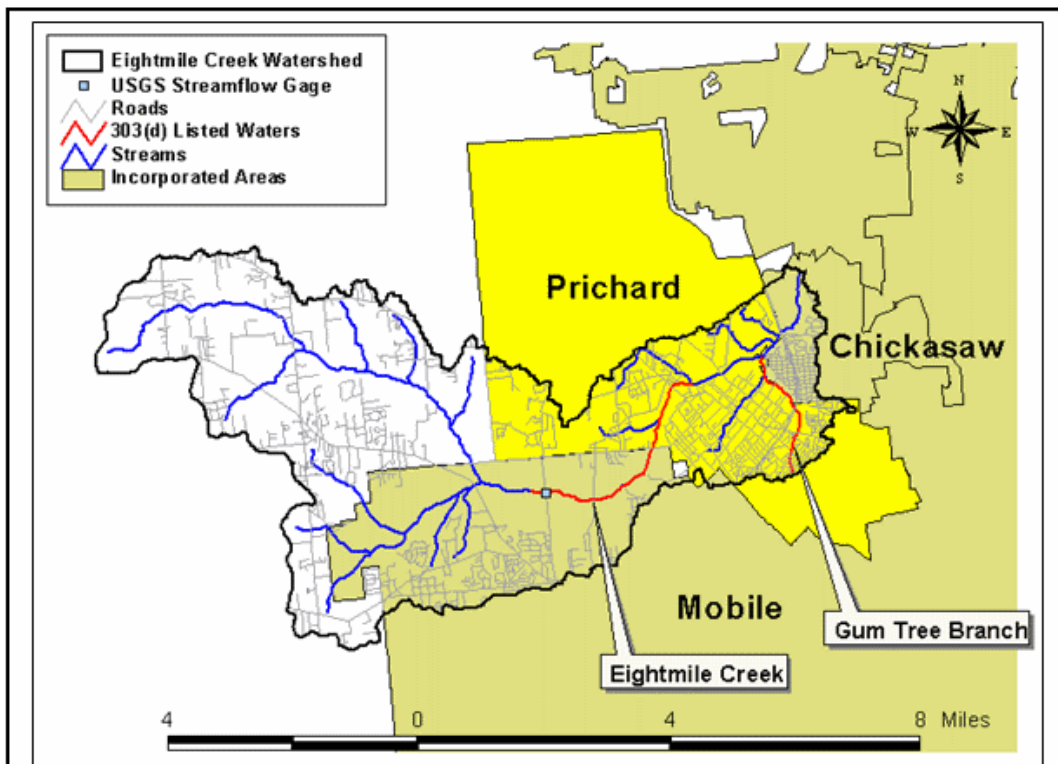 Eightmile Creek Watershed
USGS Streamflow Gage
Roads
303(d) Listed Waters
Streams
Incorporated Areas
N
W E
S
Prichard
Chickasaw
Mobile
Gum Tree Branch
Eightmile Creek
4 0 4 8 Miles